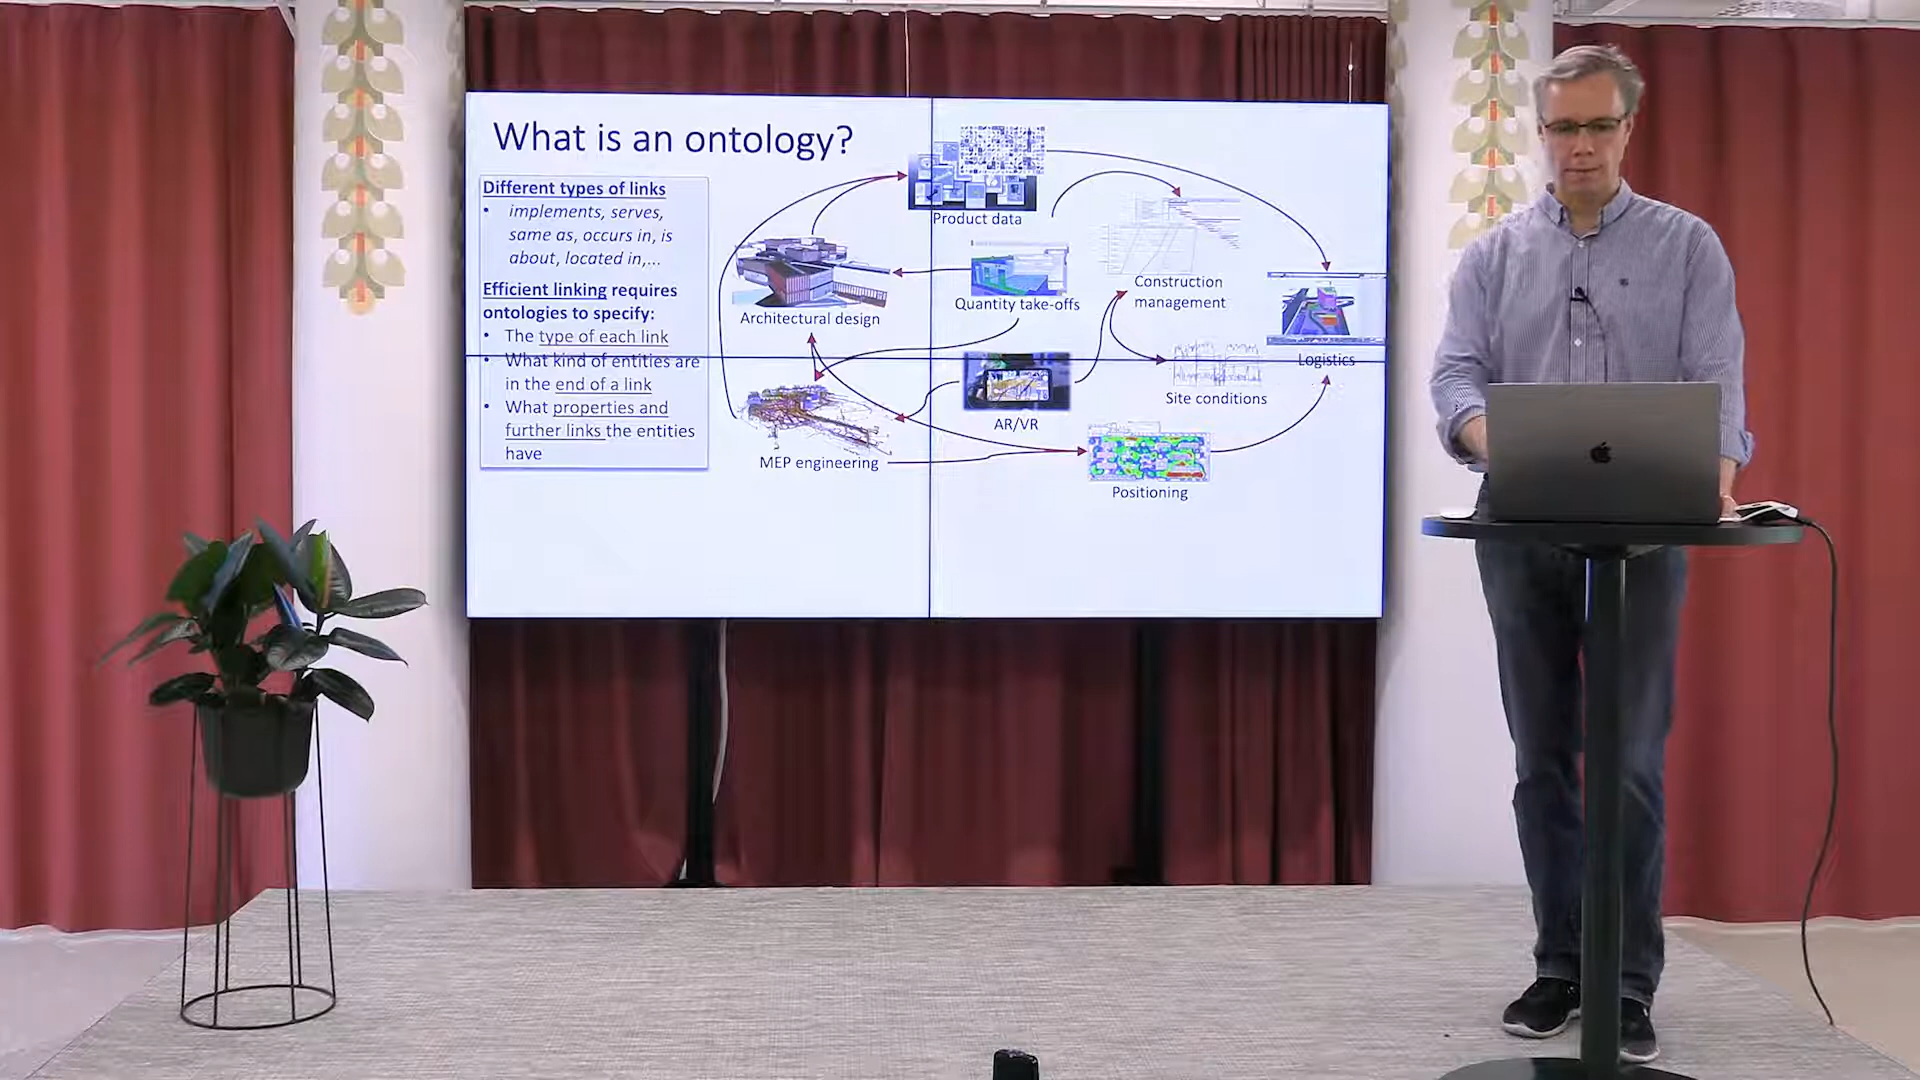 What is an ontology?
Different types of links
• implements, serves,
same as, occurs in, is
about, located in,...
Efficient linking requires
ontologies to specify:
• The type of each link
• What kind of entities are
in the end of a link
• What properties and
further links the entities
have
Product data
Architectural design
Quantity take-offs
Construction
management
Logistics
Site conditions
AR/VR
MEP engineering
Positioning